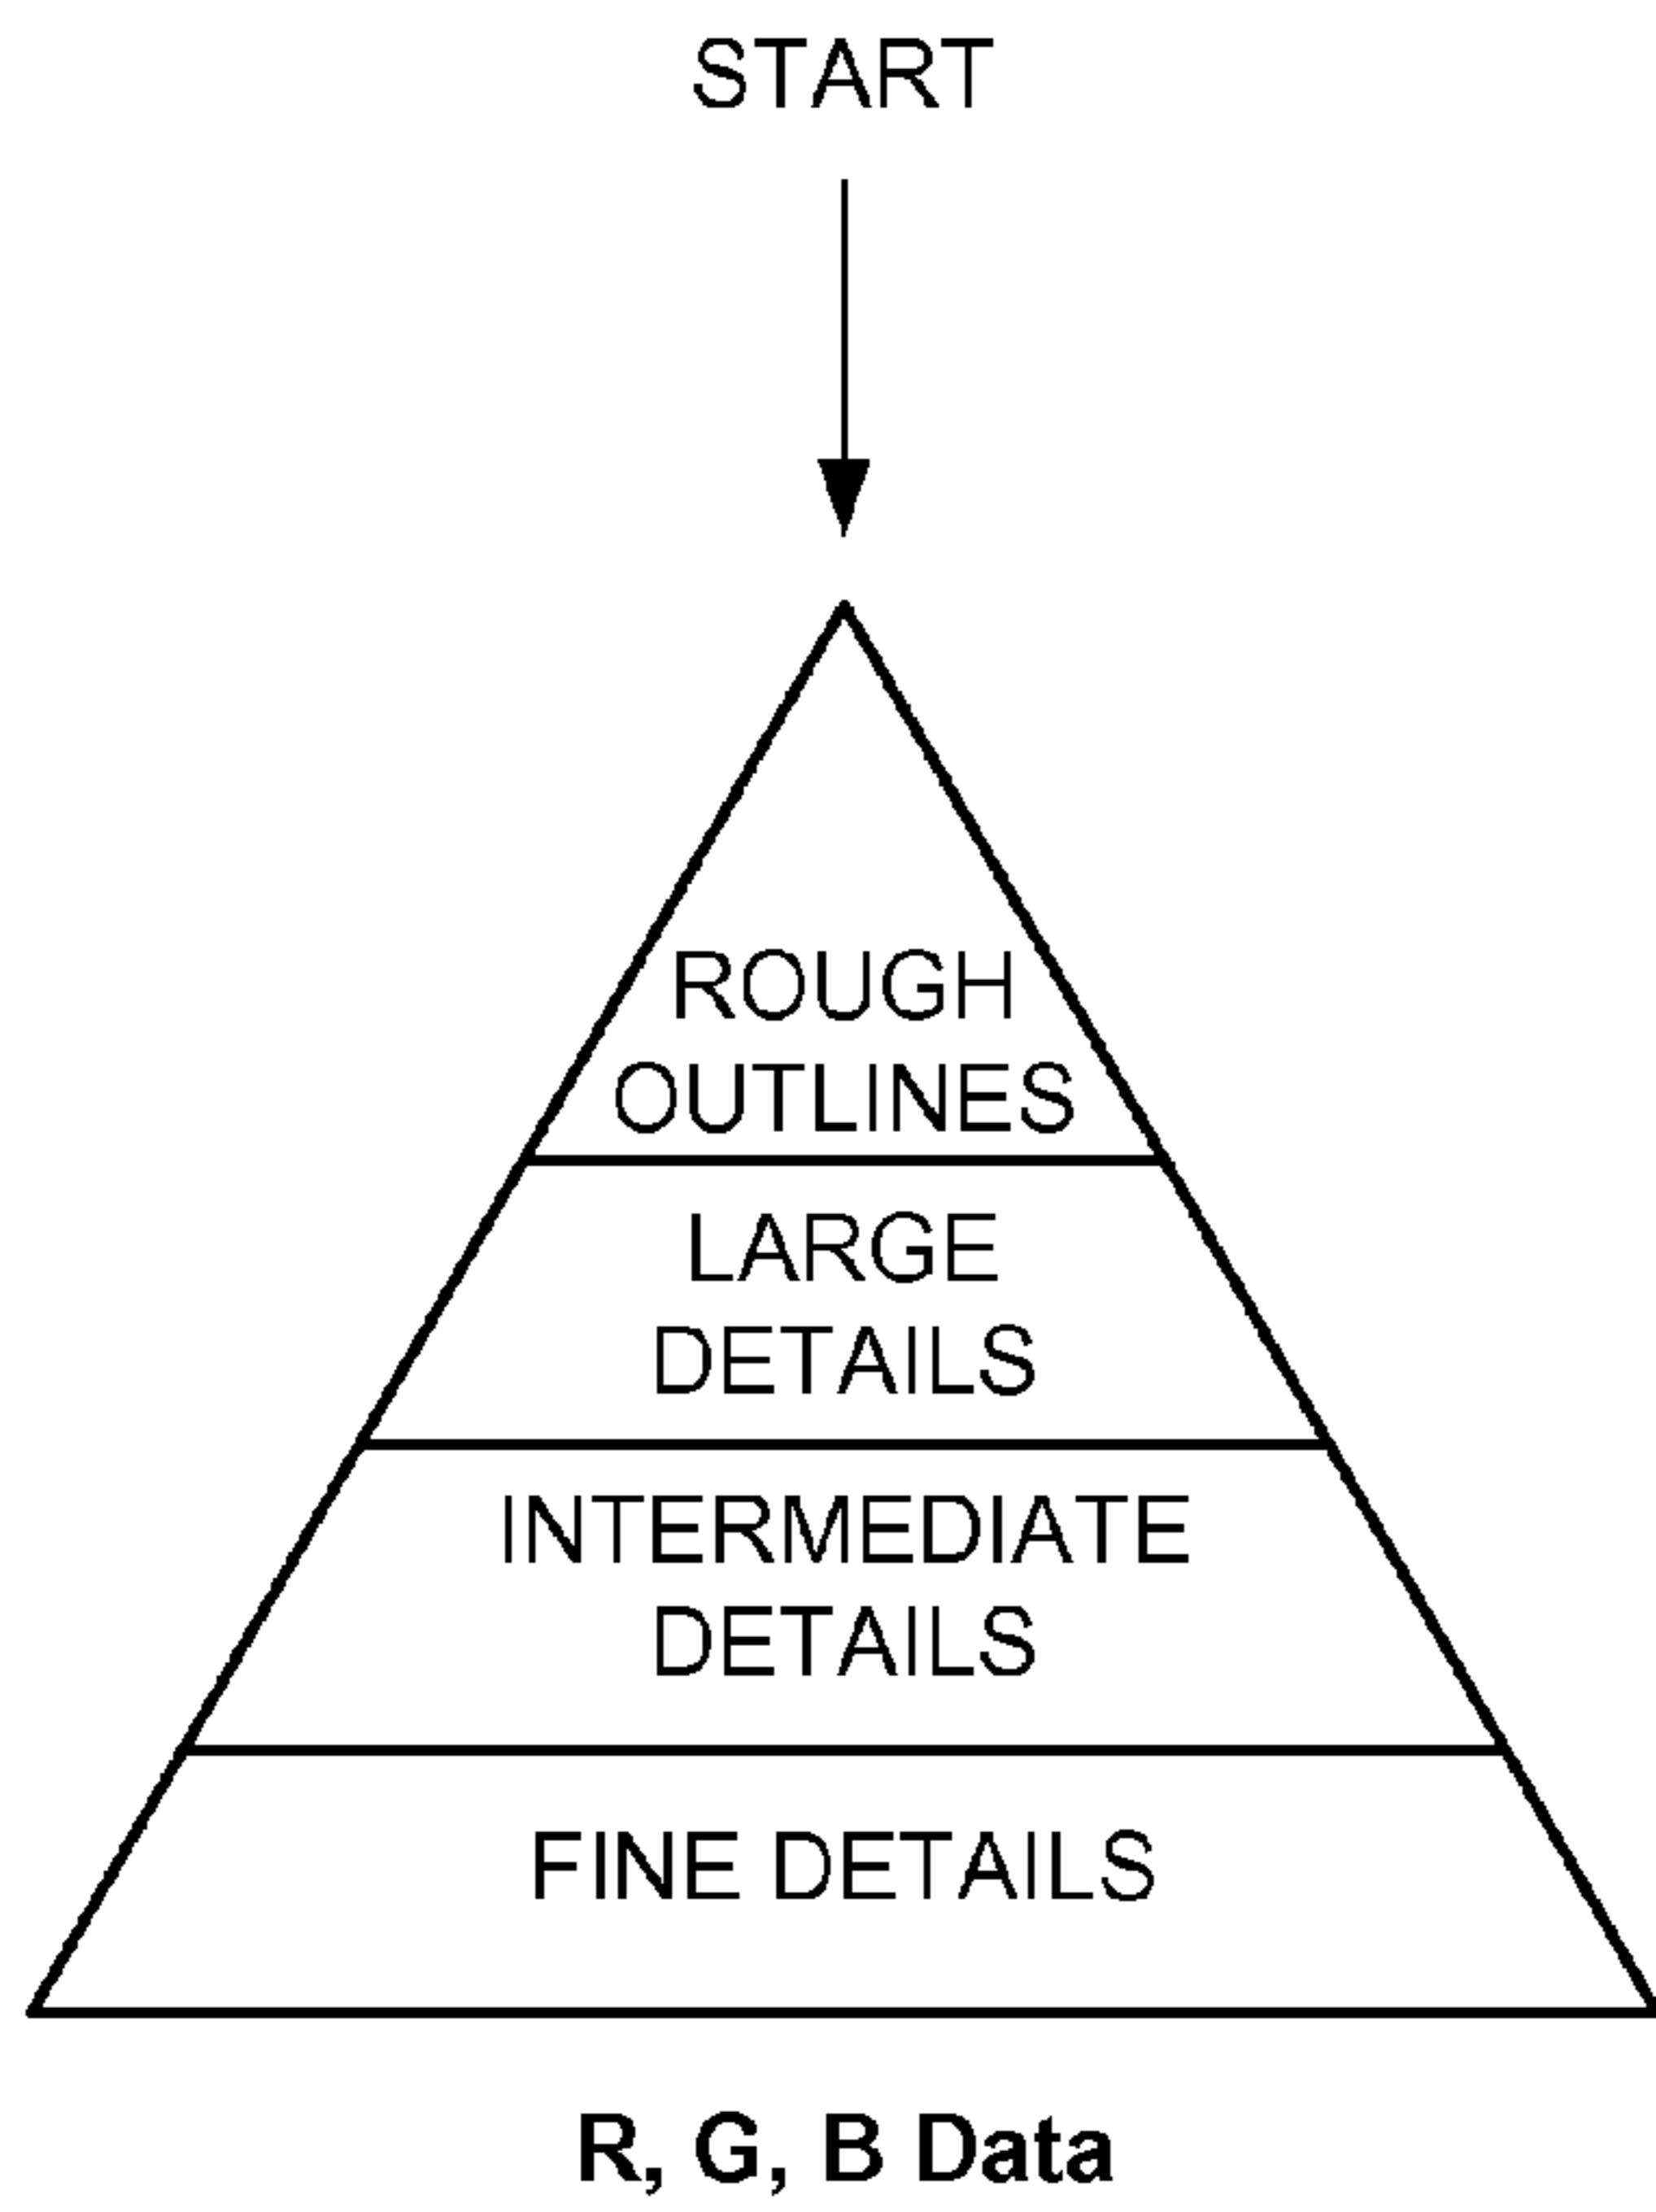 START
ROUGH
OUTLINES
LARGE
DETAILS
INTERMEDIATE
DETAILS
FINE DETAILS
R, G, B Data